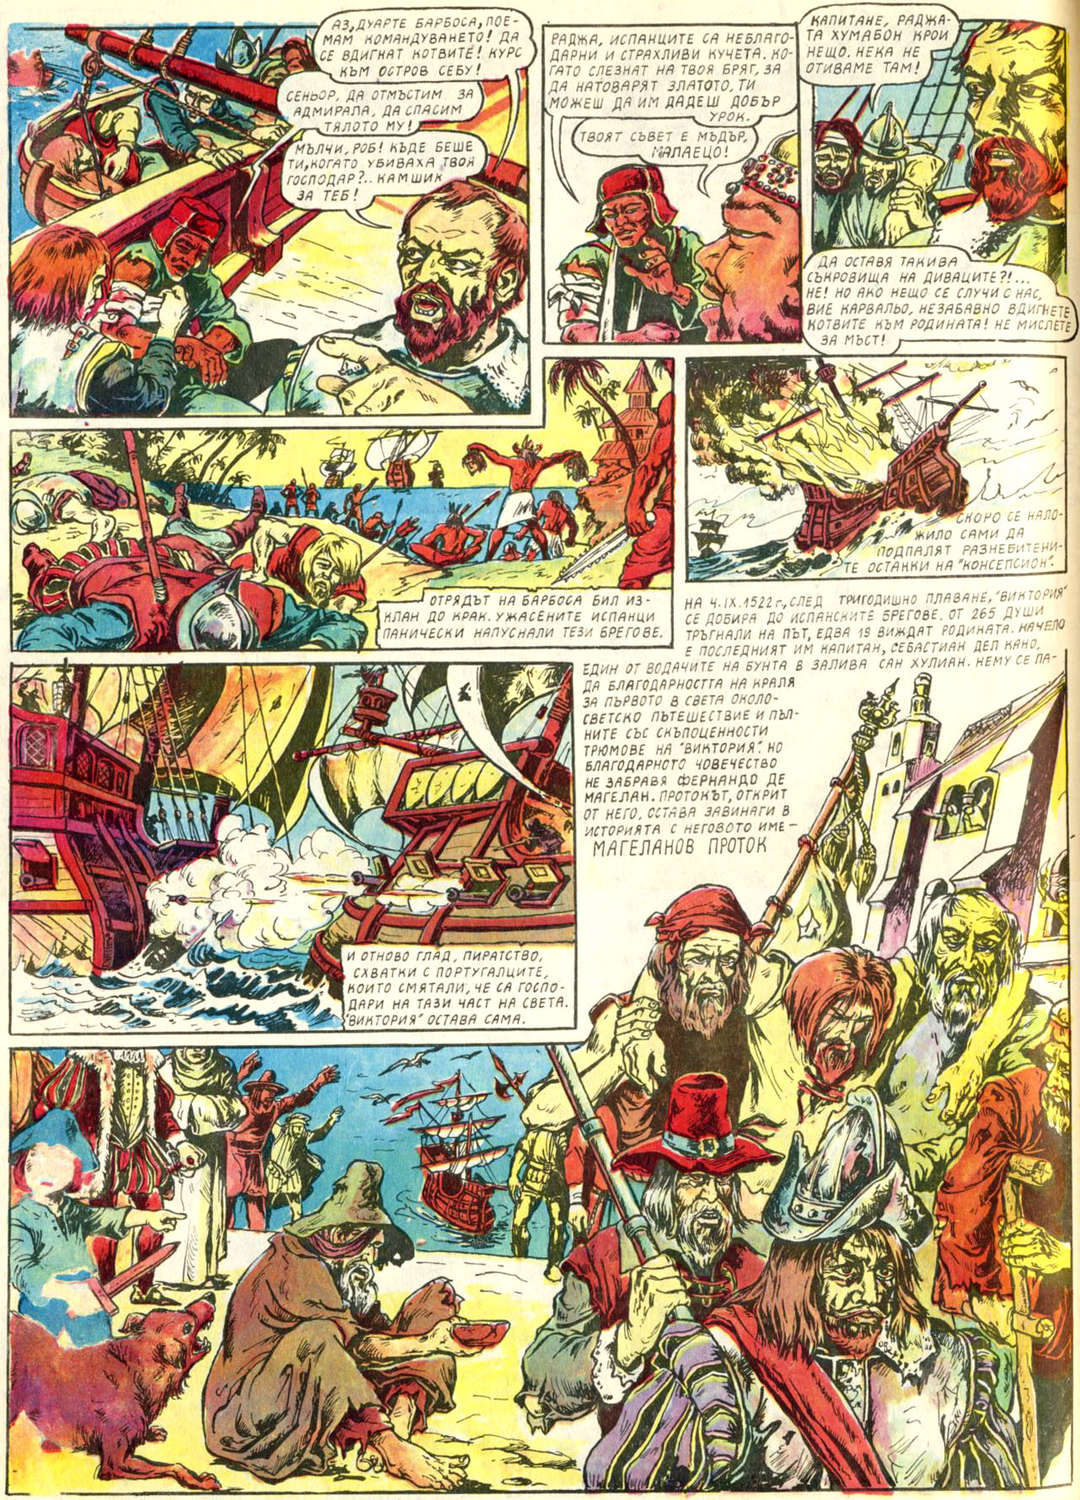 АЗ, ДУАРТЕ БАРБОСА, ПОЕ-
МАМ КОМАНДУВАНЕТО! ДА
СЕ ВДИГНАТ КОТВИТЕ! КУРС
КЪМ ОСТРОВ СЕБУ!
СЕНЬОР, ДА ОТМЪСТИМ ЗА
АДМИРАЛА, ДА СПАСИМ
ТЯЛОТО МУ!
МЪЛЧИ, РОБ! КЪДЕ БЕШЕ
ТИ, КОГАТО УБИВАХА ТВОЯ
ГОСПОДАР?.. КАМШИК
ЗА ТЕБ!
РАДЖА, ИСПАНЦИТЕ СА НЕБЛАГО-
ДАРНИ И СТРАХЛИВИ КУЧЕТА. КО-
ГАТО СЛЕЗНАТ НА ТВОЯ БРЯГ, ЗА
ДА НАТОВАРЯТ ЗЛАТОТО, ТИ
МОЖЕШ ДА ИМ ДАДЕШ ДОБЪР
УРОК.
ТВОЯТ СЪВЕТ Е МЪДЪР,
МАЛАЕЦО!
КАПИТАНЕ, РАДЖА-
ТА ХУМАБОН КРОИ
НЕЩО. НЕКА НЕ
ОТИВАМЕ ТАМ!
ДА ОСТАВЯ ТАКИВА
СЪКРОВИЩА НА ДИВАЦИТЕ?!...
НЕ! НО АКО НЕЩО СЕ СЛУЧИ С НАС,
ВИЕ КАРВАЛЬО, НЕЗАБАВНО ВДИГНЕТЕ
КОТВИТЕ КЪМ РОДИНАТА! НЕ МИСЛЕТЕ
ЗА МЪСТ!
ОТРЯДЪТ НА БАРБОСА БИЛ ИЗ-
КЛАН ДО КРАК. УЖАСЕНИТЕ ИСПАНЦИ
ПАНИЧЕСКИ НАПУСКАЛИ ТЕЗИ БРЕГОВЕ.
СКОРО СЕ НАЛО-
ЖИЛО САМИ ДА
ПОДПАЛЯТ РАЗНЕБИТЕНИ-
ТЕ ОСТАНКИ НА "КОНСЕПСИОН".
И ОТНОВО ГЛАД, ПИРАТСТВО,
СХВАТКИ С ПОРТУГАЛЦИТЕ,
КОИТО СМЯТАЛИ, ЧЕ СА ГОСПО-
ДАРИ НА ТАЗИ ЧАСТ НА СВЕТА.
"ВИКТОРИЯ" ОСТАВА САМА.
НА 4.IX.1522 г., СЛЕД ТРИГОДИШНО ПЛАВАНЕ, "ВИКТОРИЯ"
СЕ ДОБИРА ДО ИСПАНСКИТЕ БРЕГОВЕ. ОТ 265 ДУШИ
ТРЪГНАЛИ НА ПЪТ, ЕДВА 18 ВИЖДАТ РОДИНАТА. НАЧЕЛО
Е ПОСЛЕДНИЯТ ИМ КАПИТАН, СЕБАСТИАН ДЕЛ КАНО,
ЕДИН ОТ ВОДАЧИТЕ НА БУНТА В ЗАЛИВА САН ХУЛИАН. НЕМУ СЕ ПА-
ДА БЛАГОДАРНОСТТА НА КРАЛЯ
ЗА ПЪРВОТО В СВЕТА ОКОЛО-
СВЕТСКО ПЪТЕШЕСТВИЕ И ПЪЛ-
НИТЕ СЪС СКЪПОЦЕННОСТИ
ТРЮМОВЕ НА "ВИКТОРИЯ". НО
БЛАГОДАРНОТО ЧОВЕЧЕСТВО
НЕ ЗАБРАВЯ ФЕРНАНДО ДЕ
МАГЕЛАН. ПРОТОКЪТ, ОТКРИТ
ОТ НЕГО, ОСТАВА ЗАВИНАГИ В
ИСТОРИЯТА С НЕГОВОТО ИМЕ –
МАГЕЛАНОВ ПРОТОК